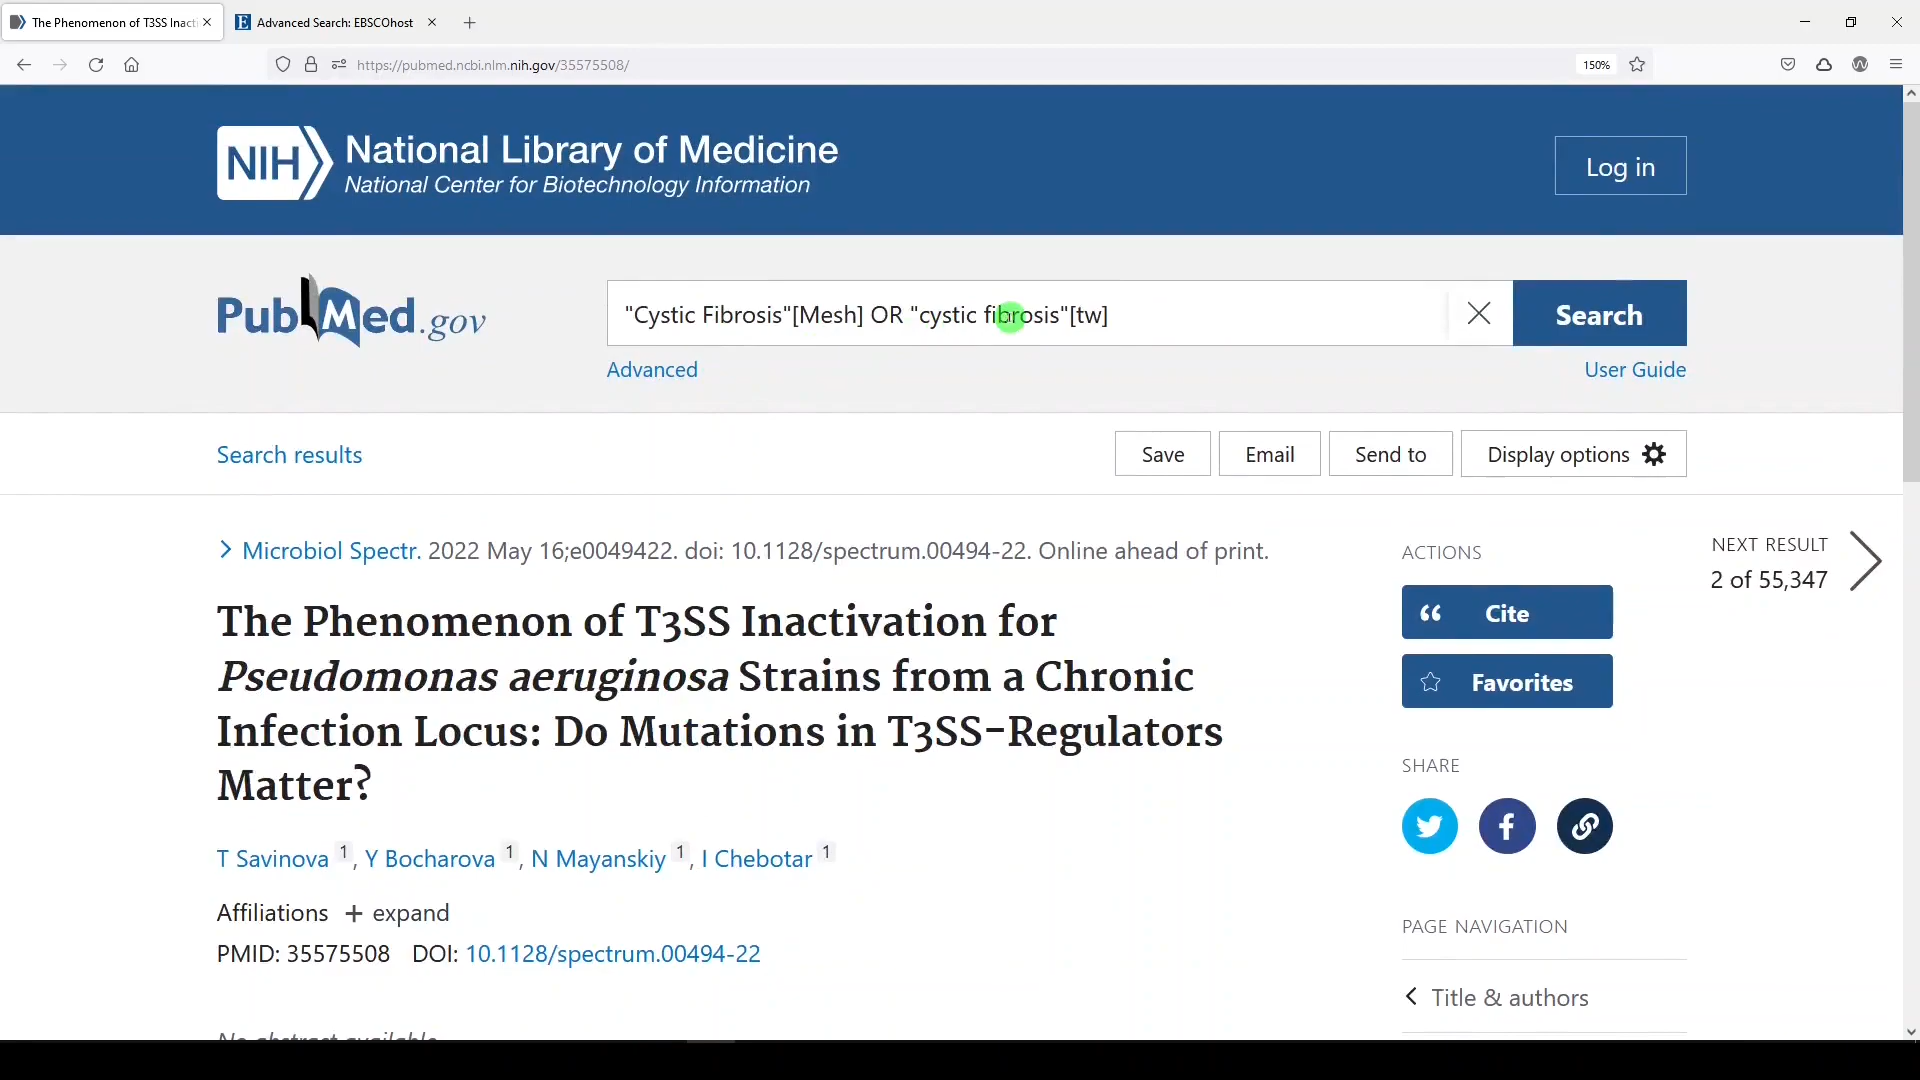 The Phenomenon of T3SS Inacti
Advanced Search: EBSCOhost
https://pubmed.ncbi.nlm.nih.gov/35575508/
150%
NIH
National Library of Medicine
National Center for Biotechnology Information
Log in
PubMed.gov
"Cystic Fibrosis"[Mesh] OR "cystic fibrosis"[tw]
Search
Advanced
User Guide
Search results
Save
Email
Send to
Display options
Microbiol Spectr. 2022 May 16;e0049422. doi: 10.1128/spectrum.00494-22. Online ahead of print.
The Phenomenon of T3SS Inactivation for
Pseudomonas aeruginosa Strains from a Chronic
Infection Locus: Do Mutations in T3SS-Regulators
Matter?
T Savinova 1, Y Bocharova 1, N Mayanskiy 1, I Chebotar 1
Affiliations + expand
PMID: 35575508 DOI: 10.1128/spectrum.00494-22
No abstract available
ACTIONS
Cite
Favorites
SHARE
PAGE NAVIGATION
Title & authors
NEXT RESULT
2 of 55,347